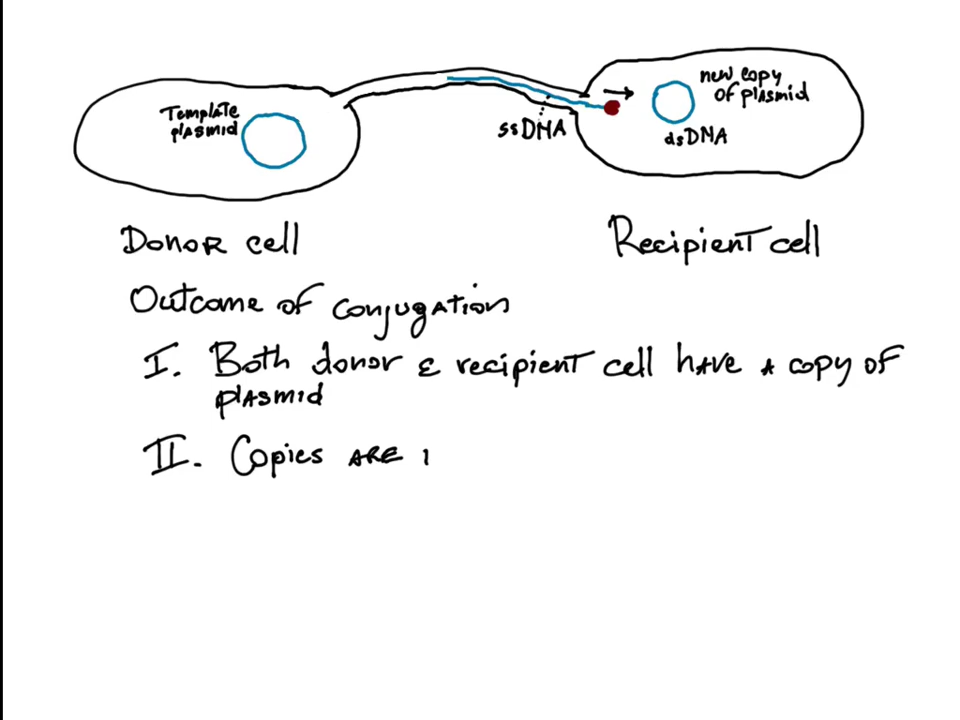 Template
plasmid
ssDNA
new copy
of plasmid
dsDNA
Donor cell
Recipient cell
Outcome of conjugation
I. Both donor & recipient cell have a copy of
plasmid
II. Copies are